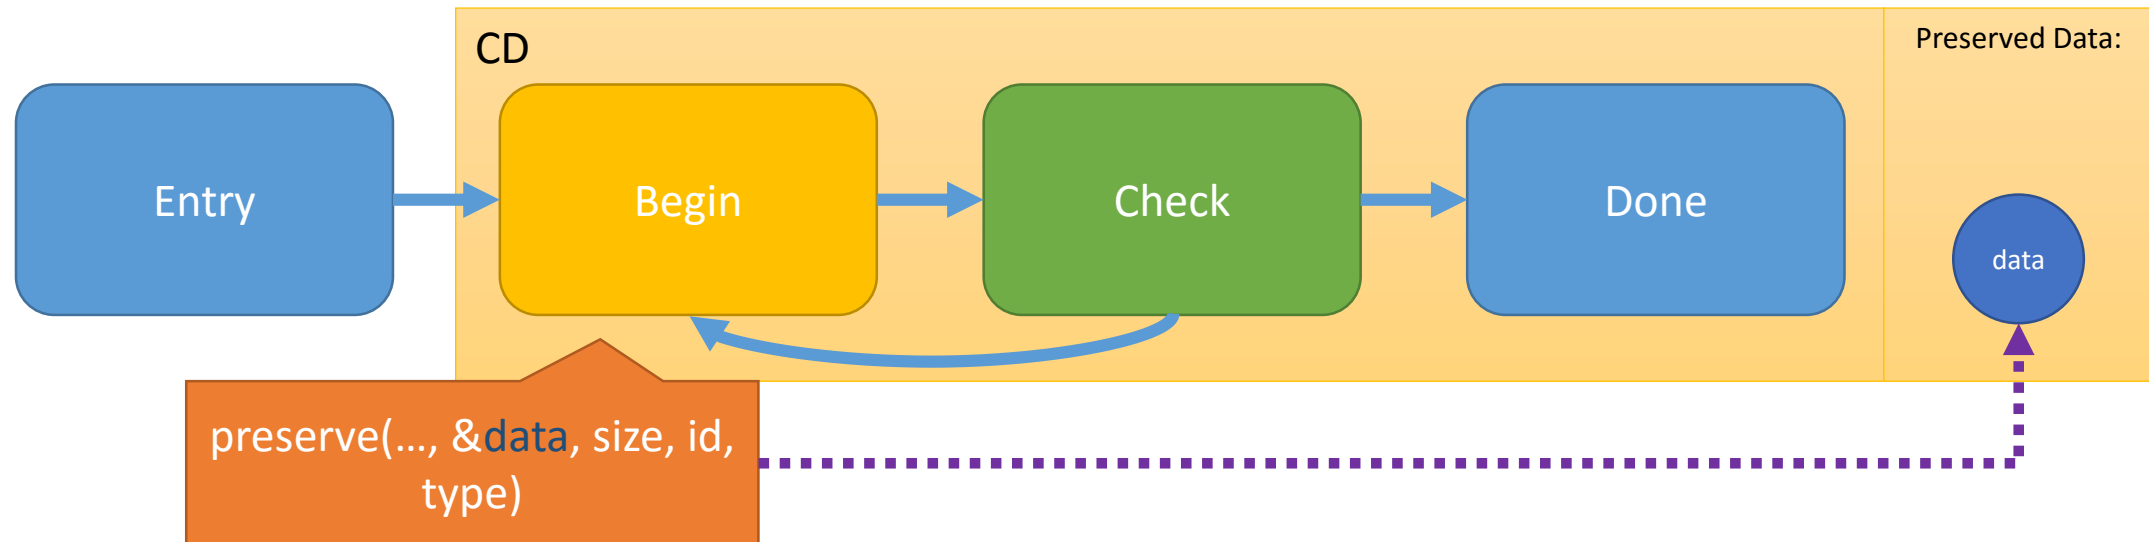 CD
Preserved Data:
Entry
Begin
Check
Done
data
preserve(…, &data, size, id,
type)